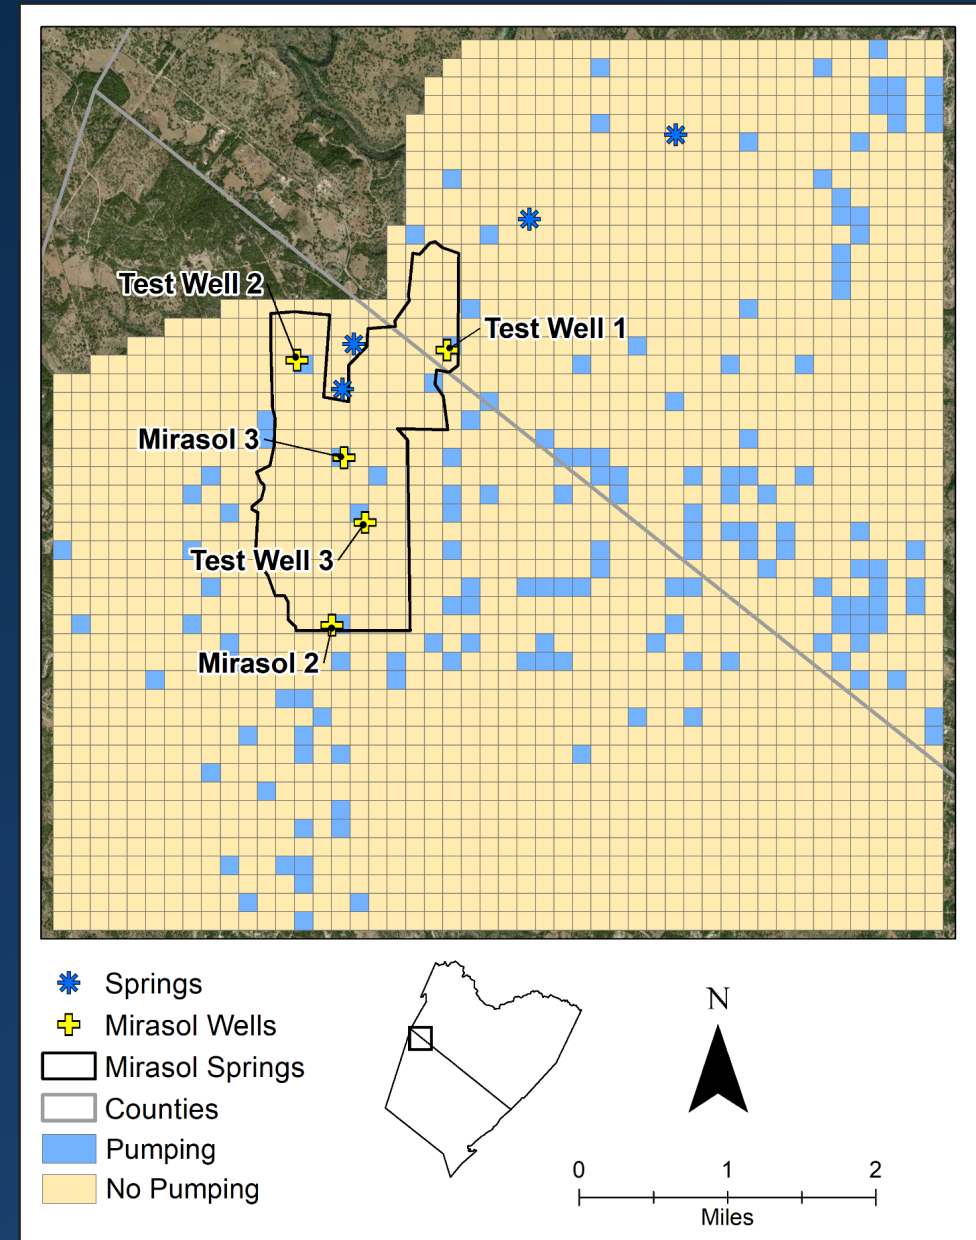 Test Well 2
Test Well 1
Mirasol 3
Test Well 3
Mirasol 2
Springs
Mirasol Wells
Mirasol Springs
Counties
Pumping
No Pumping
N
0 1 2
Miles